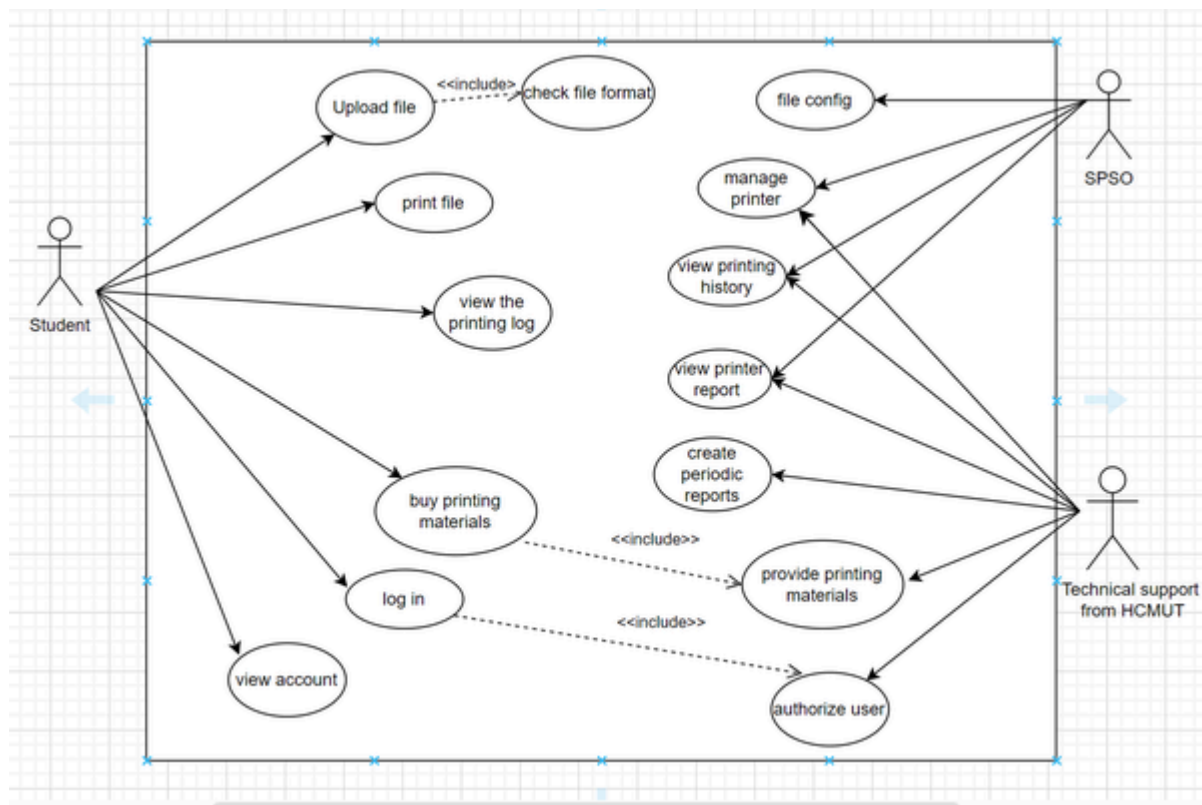 Upload file
<<include>
check file format
file config
SPSO
manage
printer
print file
view printing
history
Student
view the
printing log
view printer
report
create
periodic
reports
buy printing
materials
<<include>>
provide printing
materials
Technical support
from HCMUT
log in
<<include>>
view account
authorize user